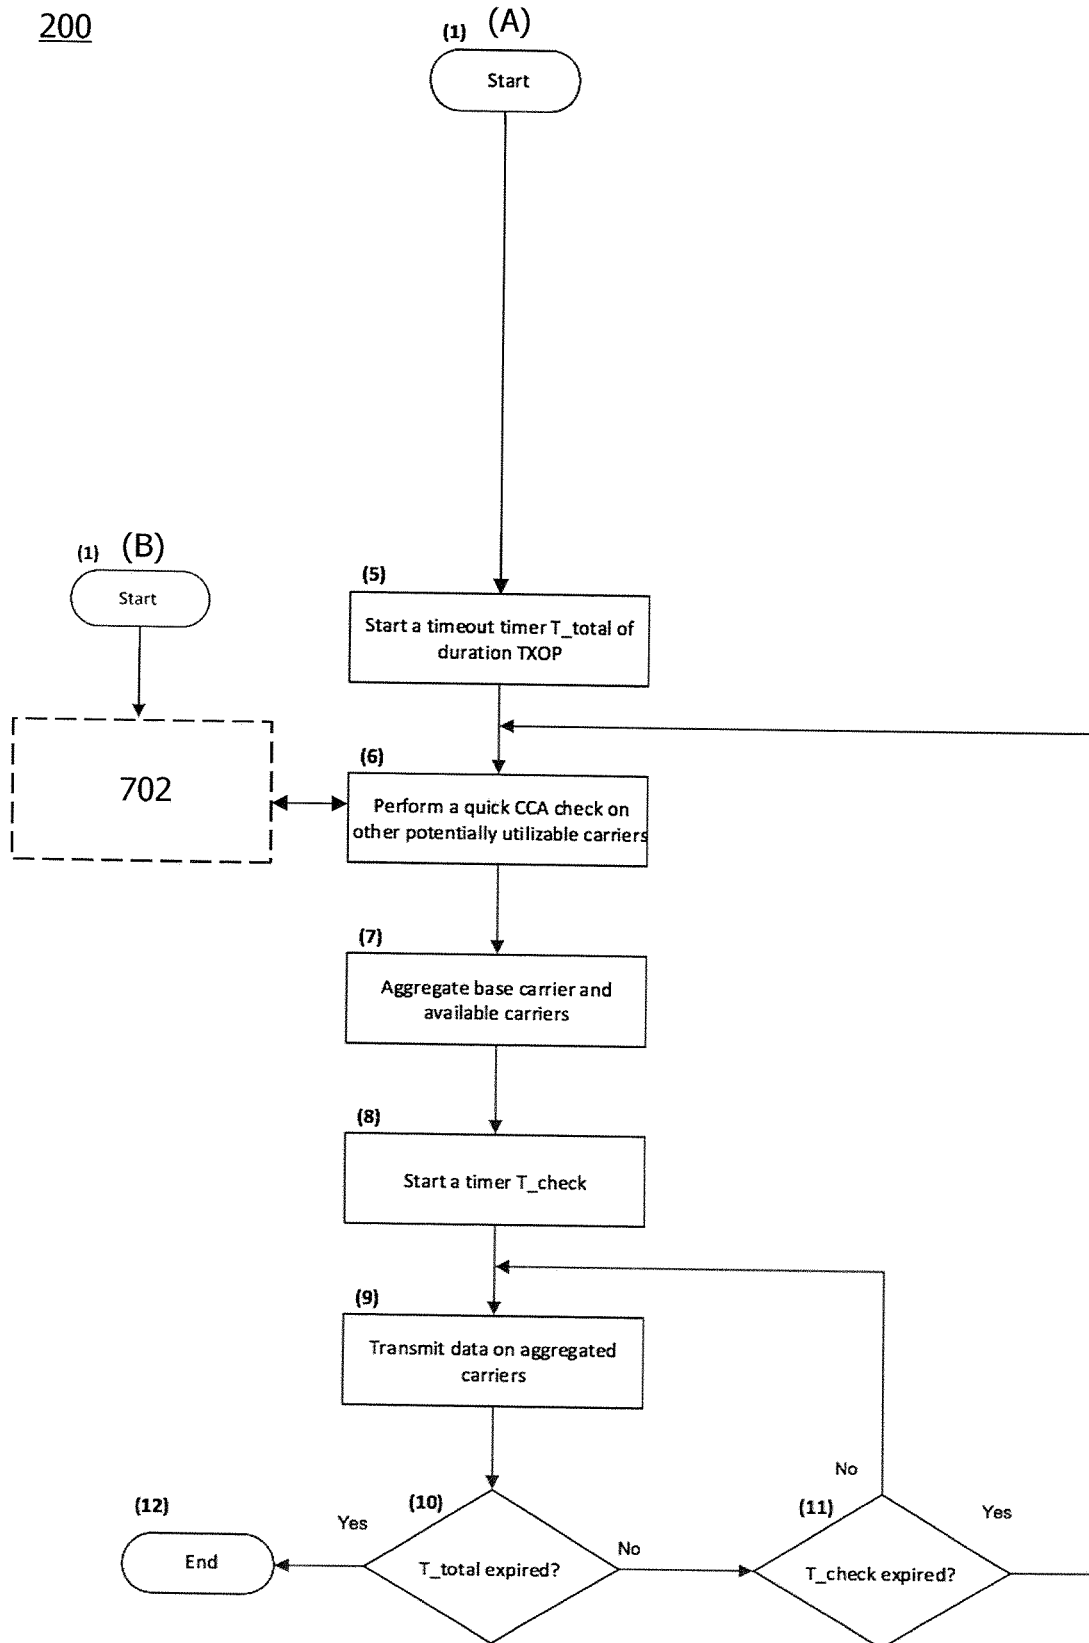 200
(1) (A)
Start
(1) (B)
Start
(5)
Start a timeout timer T_total of
duration TXOP
702
(6)
Perform a quick CCA check on
other potentially utilizable carriers
(7)
Aggregate base carrier and
available carriers
(8)
Start a timer T_check
(9)
Transmit data on aggregated
carriers
(10)
T_total expired?
Yes
No
(11)
T_check expired?
No
Yes
(12)
End